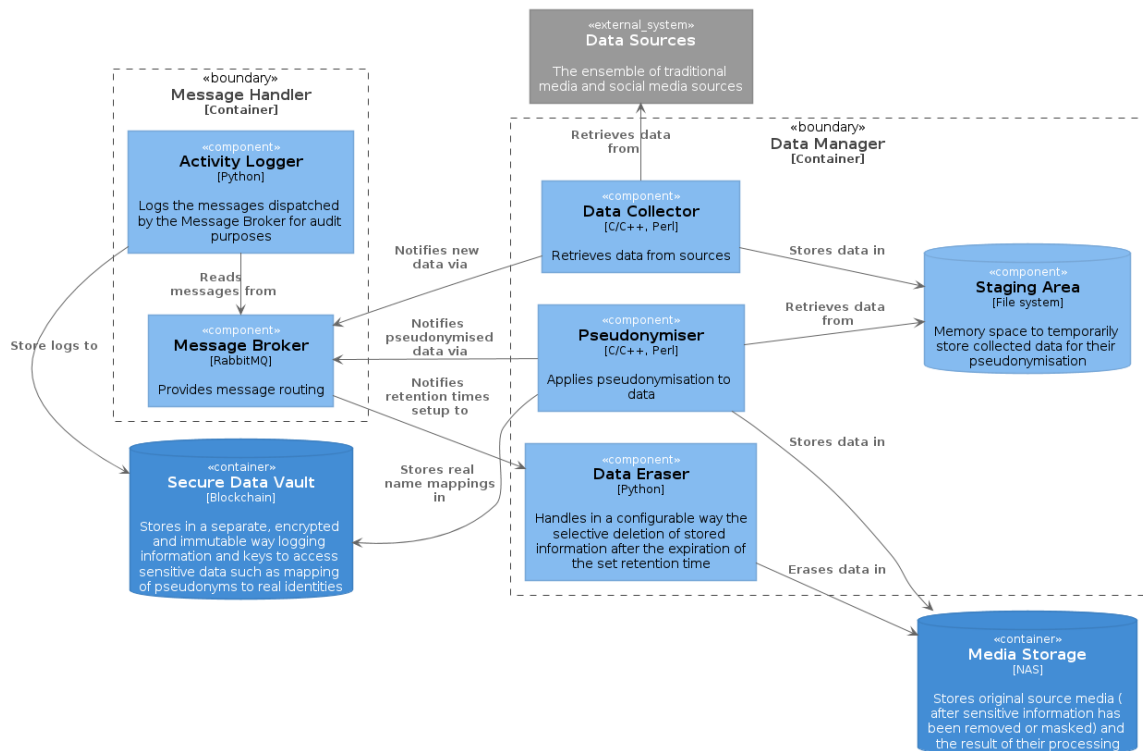 «external_system»
Data Sources
The ensemble of traditional
media and social media sources
«boundary»
Message Handler
[Container]
«component»
Activity Logger
[Python]
Logs the messages dispatched
by the Message Broker for audit
purposes
Retrieves data
from
«boundary»
Data Manager
[Container]
«component»
Data Collector
[C/C++, Perl]
Retrieves data from sources
Notifies new
data via
Stores data in
Reads
messages from
«component»
Staging Area
[File system]
Memory space to temporarily
store collected data for their
pseudonymisation
Store logs to
«component»
Message Broker
[RabbitMQ]
Provides message routing
Notifies
pseudonymised
data via
«component»
Pseudonymiser
[C/C++, Perl]
Applies pseudonymisation to
data
Retrieves data
from
Notifies
retention times
setup to
Stores real
name mappings
in
Stores data in
«container»
Secure Data Vault
[Blockchain]
Stores in a separate, encrypted
and immutable way logging
information and keys to access
sensitive data such as mapping
of pseudonyms to real identities
«component»
Data Eraser
[Python]
Handles in a configurable way the
selective deletion of stored
information after the expiration of
the set retention time
Erases data in
«container»
Media Storage
[NAS]
Stores original source media (
after sensitive information has
been removed or masked) and
the result of their processing